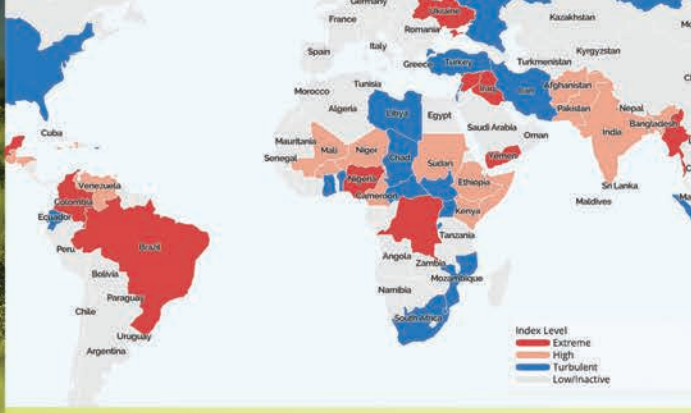 Germany
Ukraine
Kazakhstan
France
Romania
Italy
Kyrgyzstan
Spain
Greece
Turkey
Turkmenistan
Tunisia
Morocco
Iraq
Iran
Afghanistan
Algeria
Libya
Egypt
Pakistan
Nepal
Cuba
Saudi Arabia
Bangladesh
Oman
India
Mauritania
Mali
Niger
Chad
Sudan
Yemen
Senegal
Nigeria
Venezuela
Cameroon
Ethiopia
Sri Lanka
Colombia
Kenya
Maldives
Ecuador
Tanzania
Peru
Brazil
Angola
Zambia
Bolivia
Mozambique
Namibia
Paraguay
Chile
South Africa
Uruguay
Argentina
Index Level
Extreme
High
Turbulent
Low/Inactive